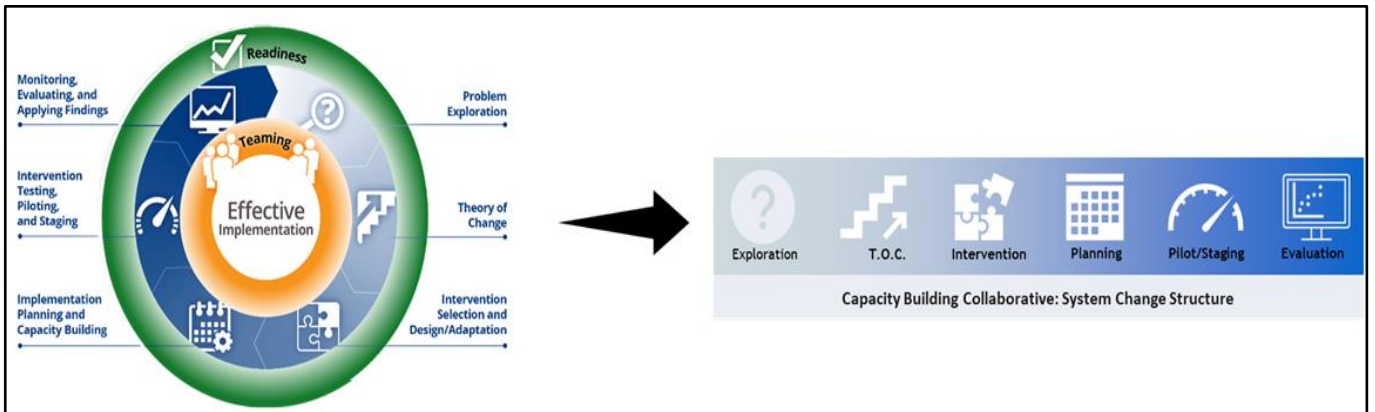 Readiness
Monitoring,
Evaluating, and
Applying Findings
Problem
Exploration
Teaming
Intervention
Testing,
Piloting,
and Staging
Effective
Implementation
Theory of
Change
Implementation
Planning and
Capacity Building
Intervention
Selection and
Design/Adaptation
?
?
Exploration
T.O.C.
Intervention
Planning
Pilot/Staging
Evaluation
Capacity Building Collaborative: System Change Structure